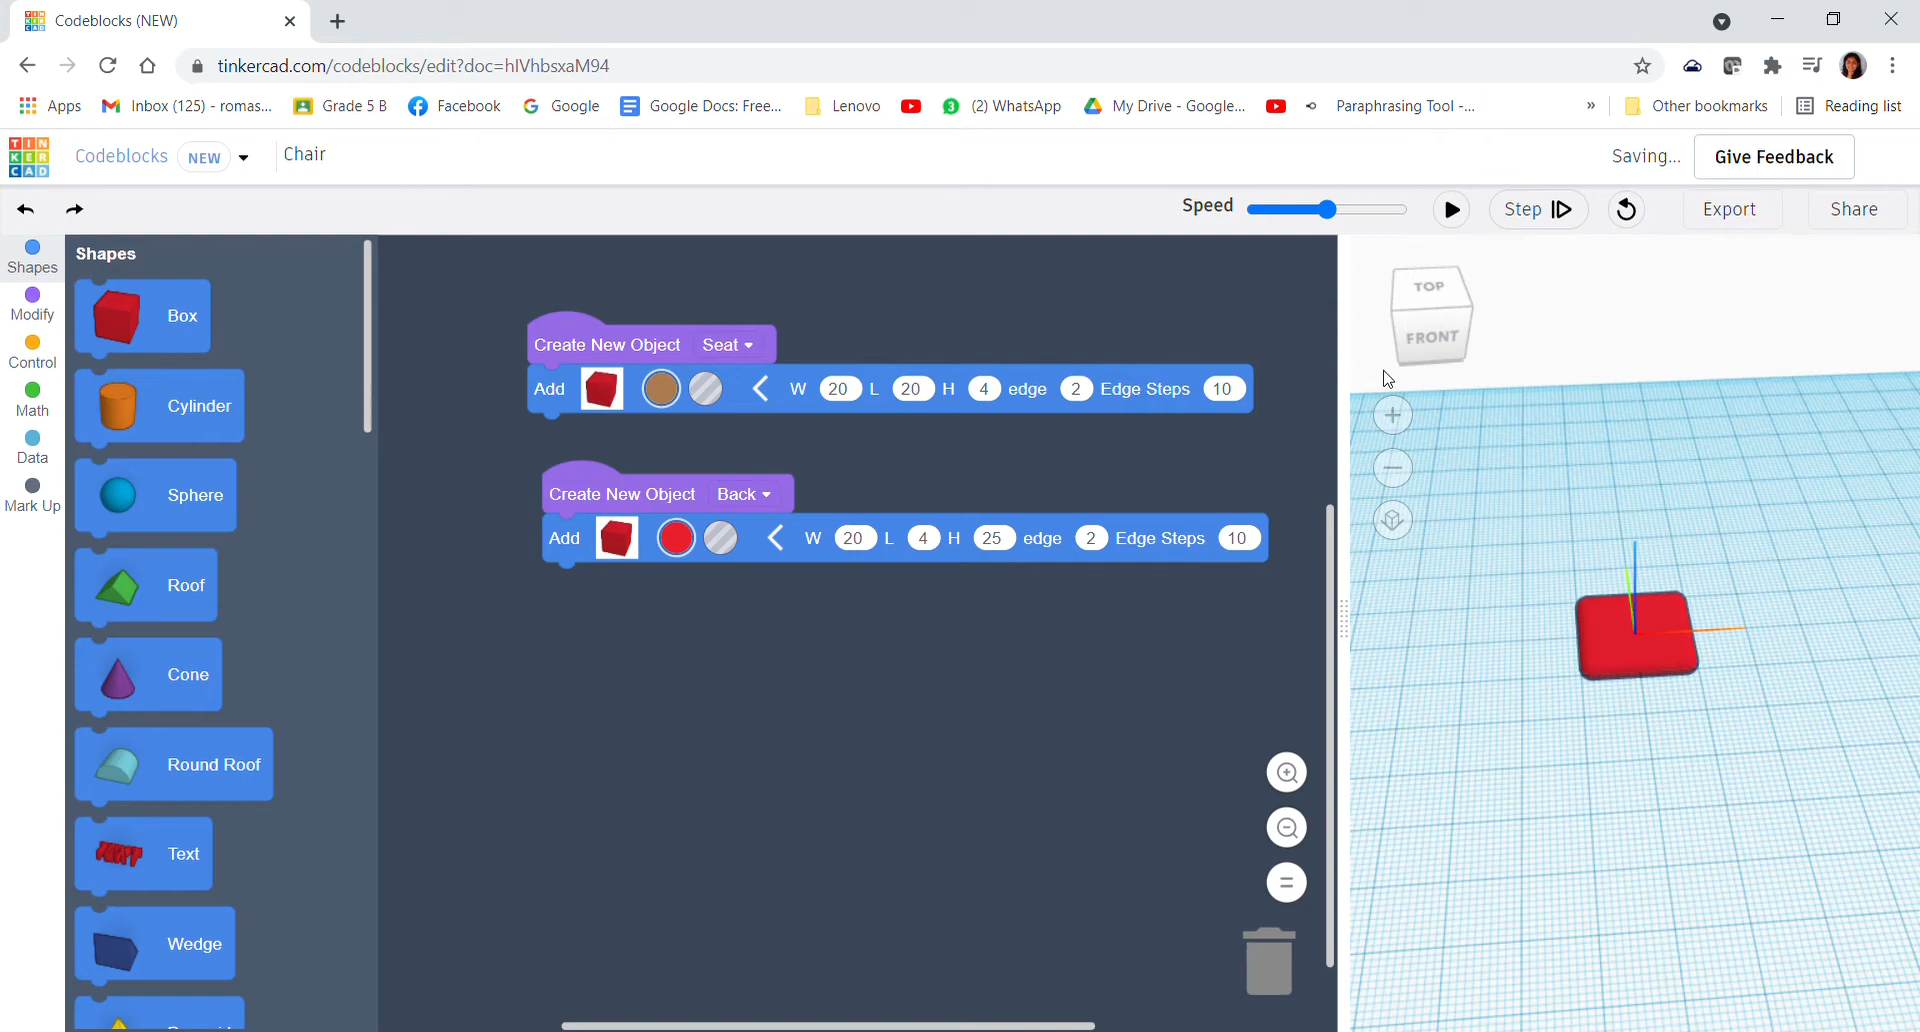 Codeblocks (NEW)
tinkercad.com/codeblocks/edit?doc=hIVhbsxaM94
Apps Inbox (125) - romas... Grade 5 B Facebook Google Google Docs: Free... Lenovo (2) WhatsApp My Drive - Google... Paraphrasing Tool -... » Other bookmarks Reading list
TIN
KER
CAD
Codeblocks NEW Chair Saving... Give Feedback
Speed Step Export Share
Shapes
Modify
Control
Math
Data
Mark Up
Shapes
Box
Cylinder
Sphere
Roof
Cone
Round Roof
Text
Wedge
Create New Object Seat
Add W 20 L 20 H 4 edge 2 Edge Steps 10
Create New Object Back
Add W 20 L 4 H 25 edge 2 Edge Steps 10
TOP
FRONT